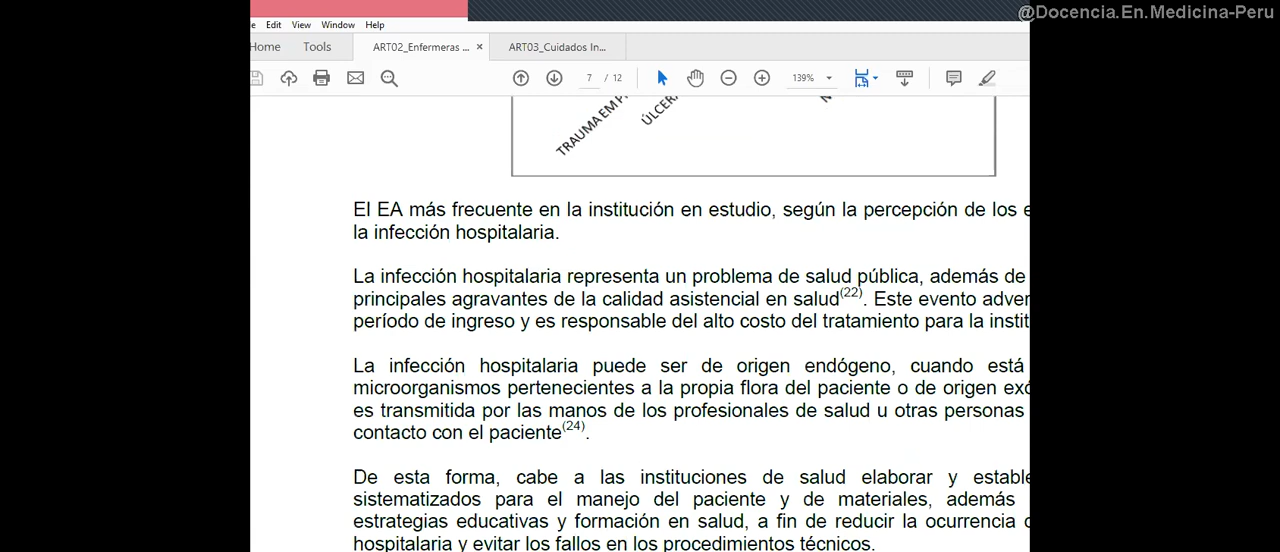 @Docencia.En.Medicina-Peru
Edit View Window Help
Home Tools ART02_Enfermeras ... × ART03_Cuidados In...
7 / 12 139%
TRAUMA EM
El EA más frecuente en la institución en estudio, según la percepción de los
la infección hospitalaria.
La infección hospitalaria representa un problema de salud pública, además de
principales agravantes de la calidad asistencial en salud(22). Este evento adver
período de ingreso y es responsable del alto costo del tratamiento para la instit
La infección hospitalaria puede ser de origen endógeno, cuando está
microorganismos pertenecientes a la propia flora del paciente o de origen exó
es transmitida por las manos de los profesionales de salud u otras personas
contacto con el paciente(24).
De esta forma, cabe a las instituciones de salud elaborar y estable
sistematizados para el manejo del paciente y de materiales, además
estrategias educativas y formación en salud, a fin de reducir la ocurrencia
hospitalaria y evitar los fallos en los procedimientos técnicos.